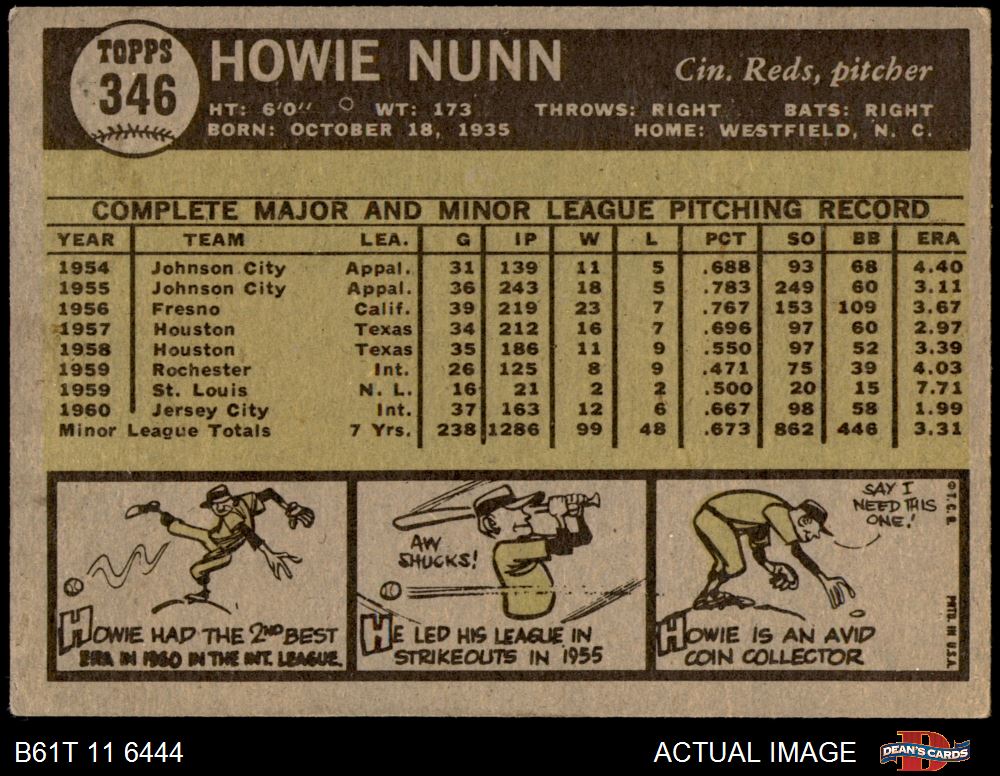 TOPPS
346
HOWIE NUNN
Cin. Reds, pitcher
HT: 6'0" WT: 173 THROWS: RIGHT BATS: RIGHT
BORN: OCTOBER 18, 1935 HOME: WESTFIELD, N. C.
COMPLETE MAJOR AND MINOR LEAGUE PITCHING RECORD
YEAR TEAM LEA. G IP W L PCT SO BB ERA
1954 Johnson City Appal. 31 139 11 5 .688 93 68 4.40
1955 Johnson City Appal. 36 243 18 5 .783 249 60 3.11
1956 Fresno Calif. 39 219 23 7 .767 153 109 3.67
1957 Houston Texas 34 212 16 7 .696 97 60 2.97
1958 Houston Texas 35 186 11 9 .550 97 52 3.39
1959 Rochester Int. 26 125 8 9 .471 75 39 4.03
1959 St. Louis N. L. 16 21 2 2 .500 20 15 7.71
1960 Jersey City Int. 37 163 12 6 .667 98 58 1.99
Minor League Totals 7 Yrs. 238 1286 99 48 .673 862 446 3.31
HOWIE HAD THE 2ND BEST
ERA IN 1960 IN THE INT. LEAGUE.
AW
SHUCKS!
HE LED HIS LEAGUE IN
STRIKEOUTS IN 1955
SAY I
NEED THIS
ONE!
HOWIE IS AN AVID
COIN COLLECTOR
© T. C. G.
PRTD. IN U.S.A.
B61T 11 6444
ACTUAL IMAGE
DEAN'S CARDS